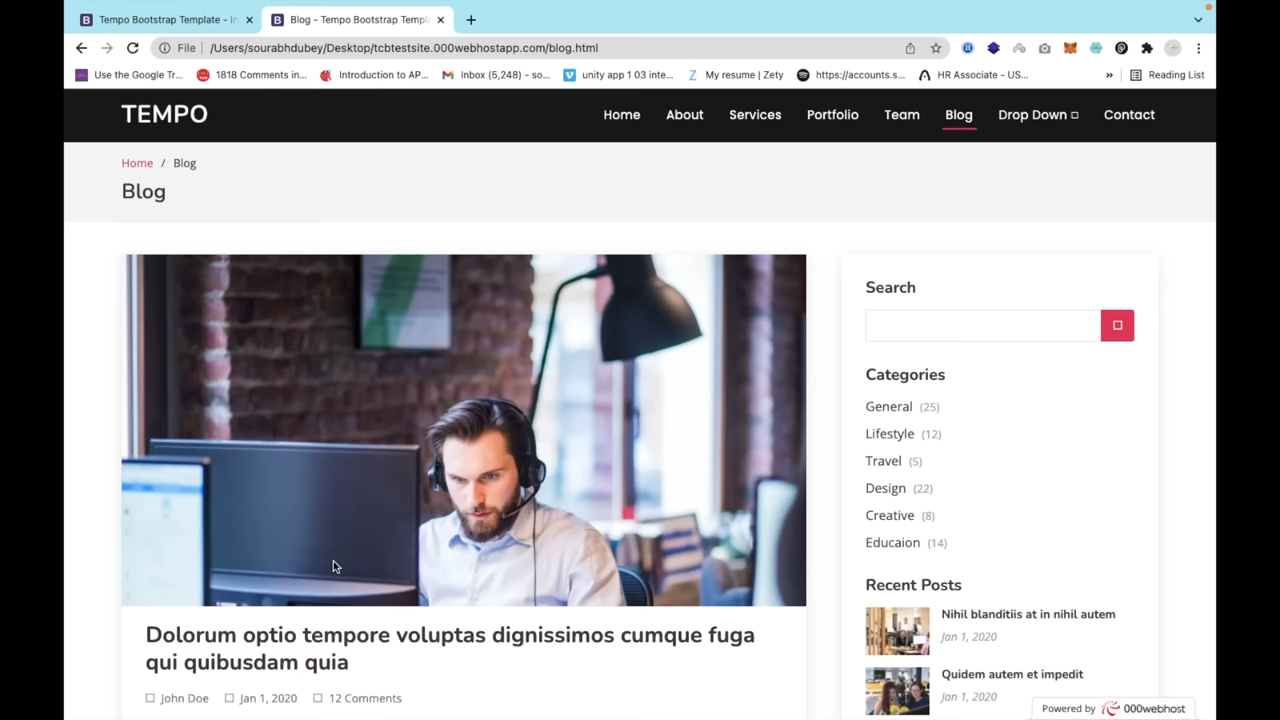 Tempo Bootstrap Template - In
Blog - Tempo Bootstrap Templa
File
/Users/sourabhdubey/Desktop/tcbtestsite.000webhostapp.com/blog.html
Use the Google Tr...
1818 Comments in...
Introduction to AP...
Inbox (5,248) - so...
unity app 1 03 inte...
My resume | Zety
https://accounts.s...
HR Associate - US...
»
Reading List
TEMPO
Home
About
Services
Portfolio
Team
Blog
Drop Down
Contact
Home / Blog
Blog
Search
Categories
General (25)
Lifestyle (12)
Travel (5)
Design (22)
Creative (8)
Educaion (14)
Recent Posts
Nihil blanditiis at in nihil autem
Jan 1, 2020
Quidem autem et impedit
Jan 1, 2020
Dolorum optio tempore voluptas dignissimos cumque fuga
qui quibusdam quia
John Doe
Jan 1, 2020
12 Comments
Powered by 000webhost